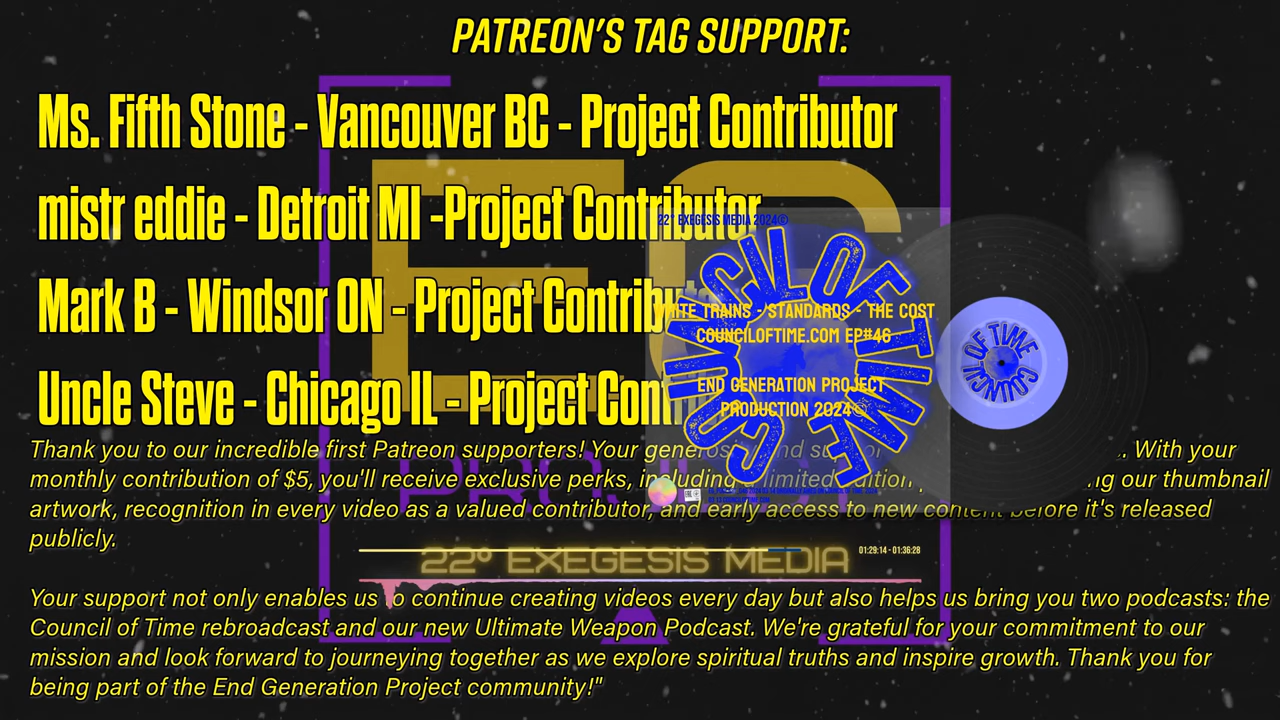 PATREON'S TAG SUPPORT:
Ms. Fifth Stone - Vancouver BC - Project Contributor
mistr eddie - Detroit MI -Project Contributor
22° EXEGESIS MEDIA 2024©
Mark B - Windsor ON - Project
TRAINS - STANDARDS - THE COST
COUNCILOFTIME.COM EP#46
Uncle Steve - Chicago IL - Project
END GENERATION PROJECT
PRODUCTION 2024©
COUNCIL OF TIME
COUNCIL OF TIME
Thank you to our incredible first Patreon supporters! Your and With your
monthly contribution of $5, you'll receive exclusive perks, including a limited edition our thumbnail
artwork, recognition in every video as a valued contributor, and early access to new content before it's released
publicly.
22° EXEGESIS MEDIA
01:29:14 - 01:36:28
Your support not only enables us to continue creating videos every day but also helps us bring you two podcasts: the
Council of Time rebroadcast and our new Ultimate Weapon Podcast. We're grateful for your commitment to our
mission and look forward to journeying together as we explore spiritual truths and inspire growth. Thank you for
being part of the End Generation Project community!"